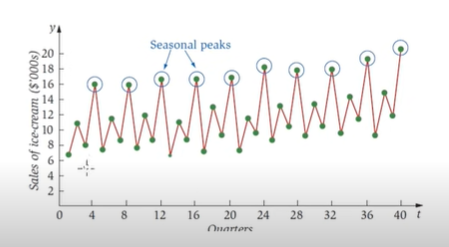 y
Seasonal peaks
Sales of ice-cream ($'000s)
20
18
16
14
12
10
8
6
4
2
0 4 8 12 16 20 24 28 32 36 40 t
Quarters